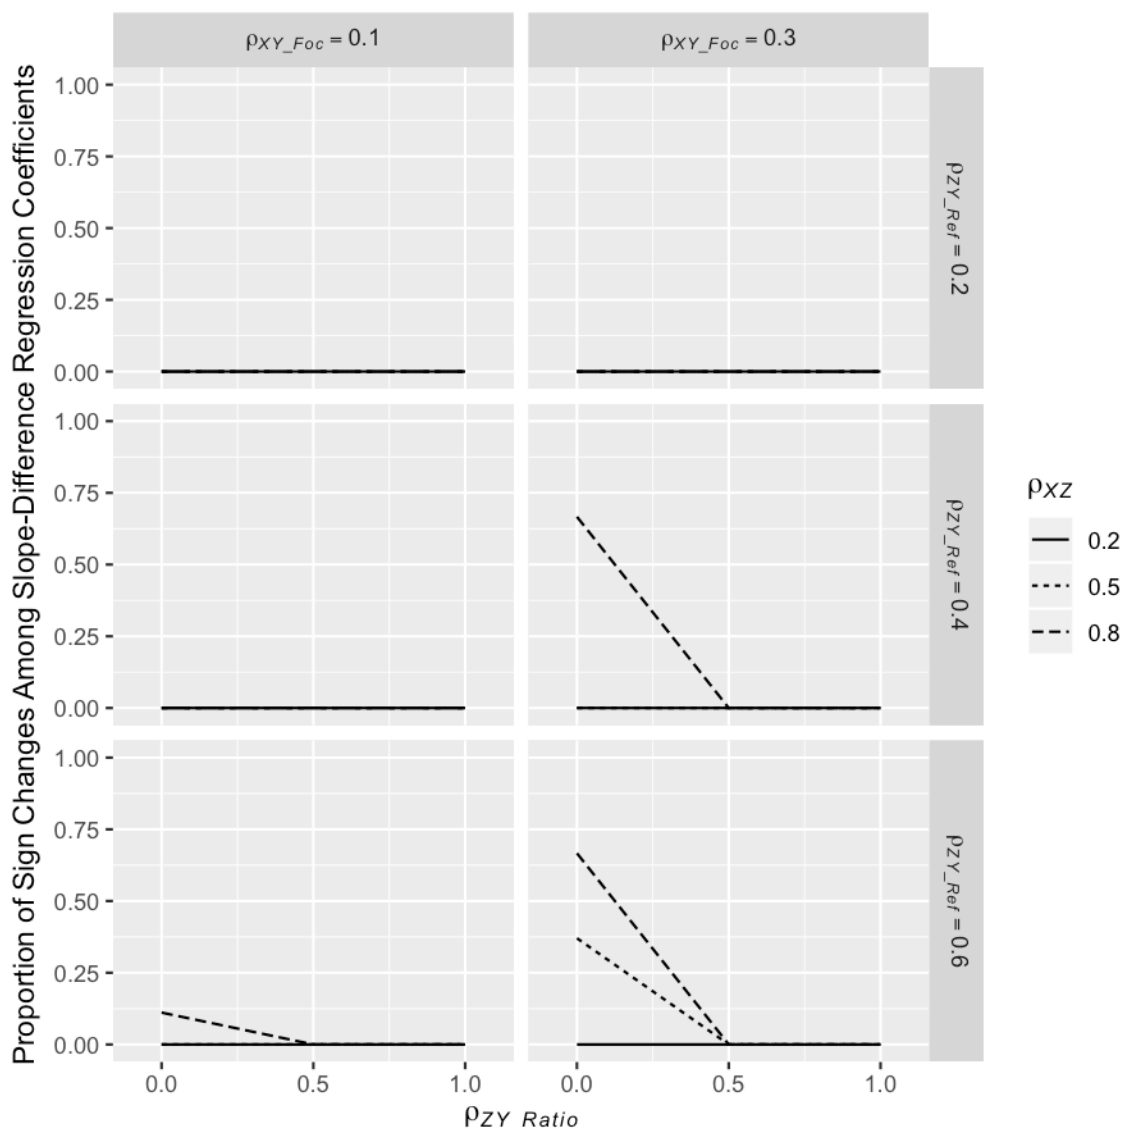 ρXY_Foc = 0.1
ρXY_Foc = 0.3
Proportion of Sign Changes Among Slope-Difference Regression Coefficients
1.00
0.75
0.50
0.25
0.00
ρZY_Ref = 0.2
1.00
0.75
0.50
0.25
0.00
ρZY_Ref = 0.4
1.00
0.75
0.50
0.25
0.00
ρZY_Ref = 0.6
0.0 0.5 1.0
0.0 0.5 1.0
ρZY_Ratio
ρXZ
0.2
0.5
0.8